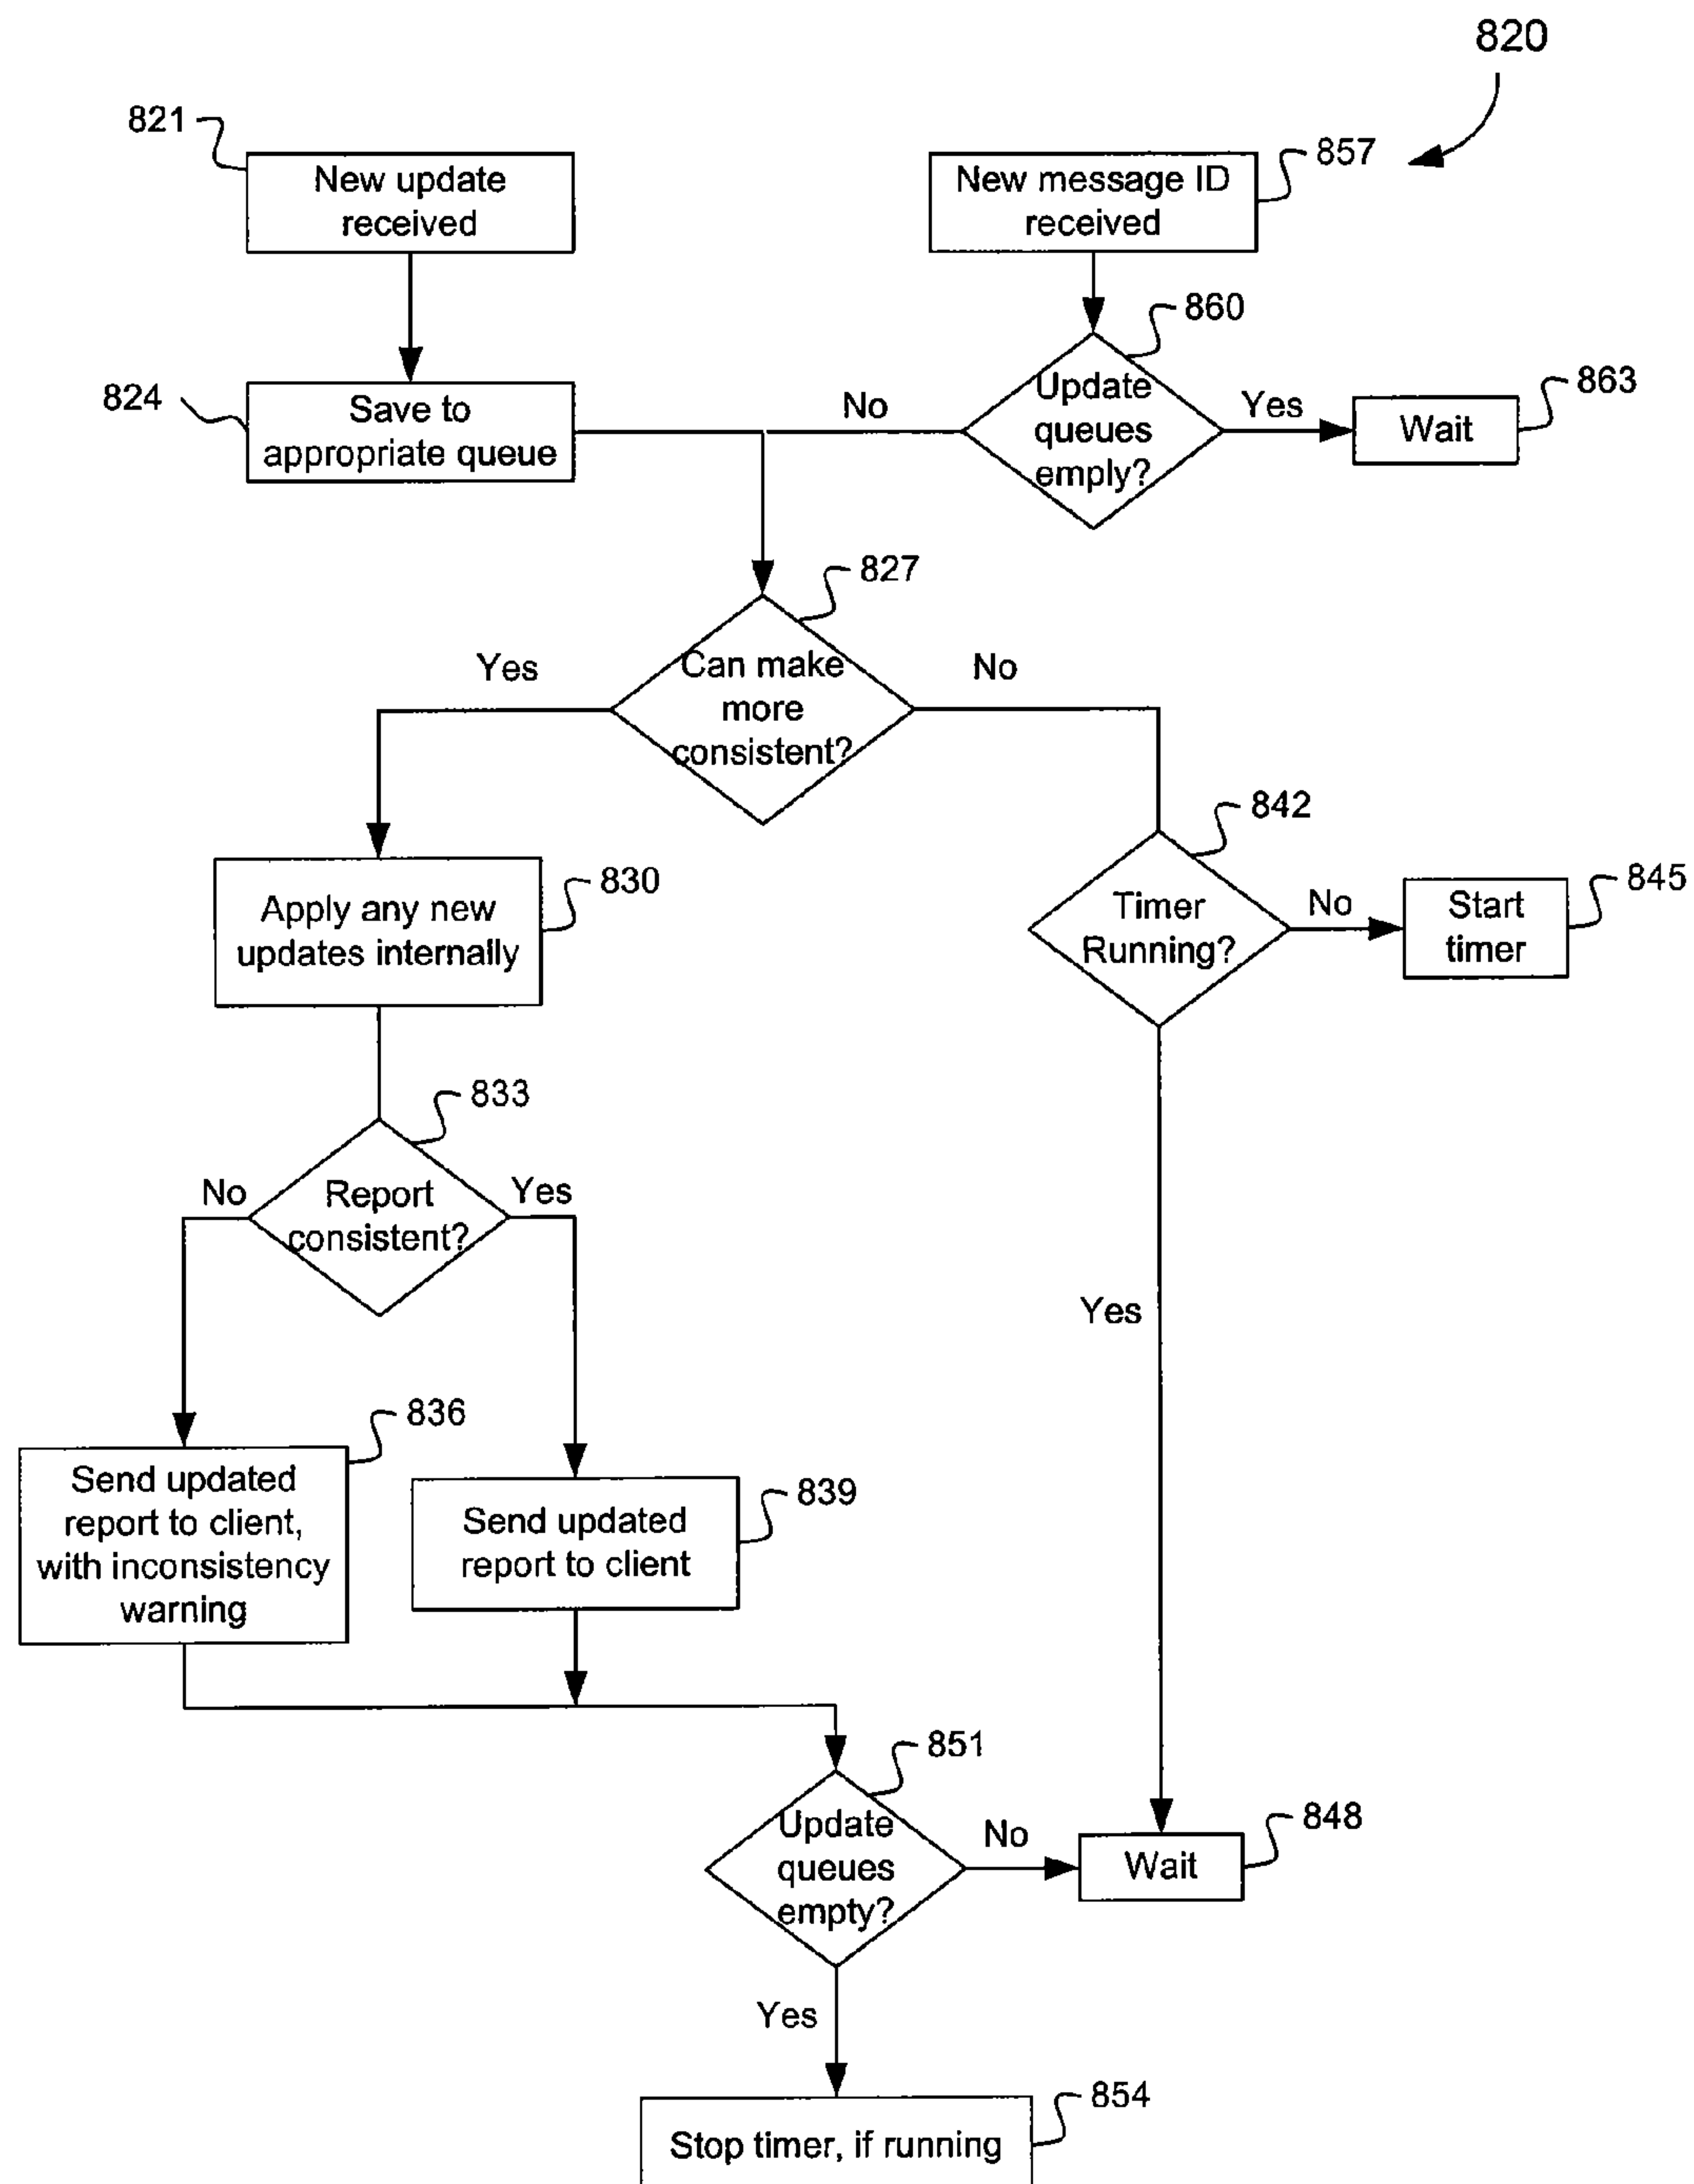 820
821
New update
received
857
New message ID
received
860
824
Save to
appropriate queue
No
Update
queues
emply?
Yes
863
Wait
827
Yes
Can make
more
consistent?
No
842
830
Apply any new
updates internally
Timer
Running?
No
845
Start
timer
833
No
Report
consistent?
Yes
Yes
836
Send updated
report to client,
with inconsistency
warning
839
Send updated
report to client
851
Update
queues
empty?
No
848
Wait
Yes
854
Stop timer, if running